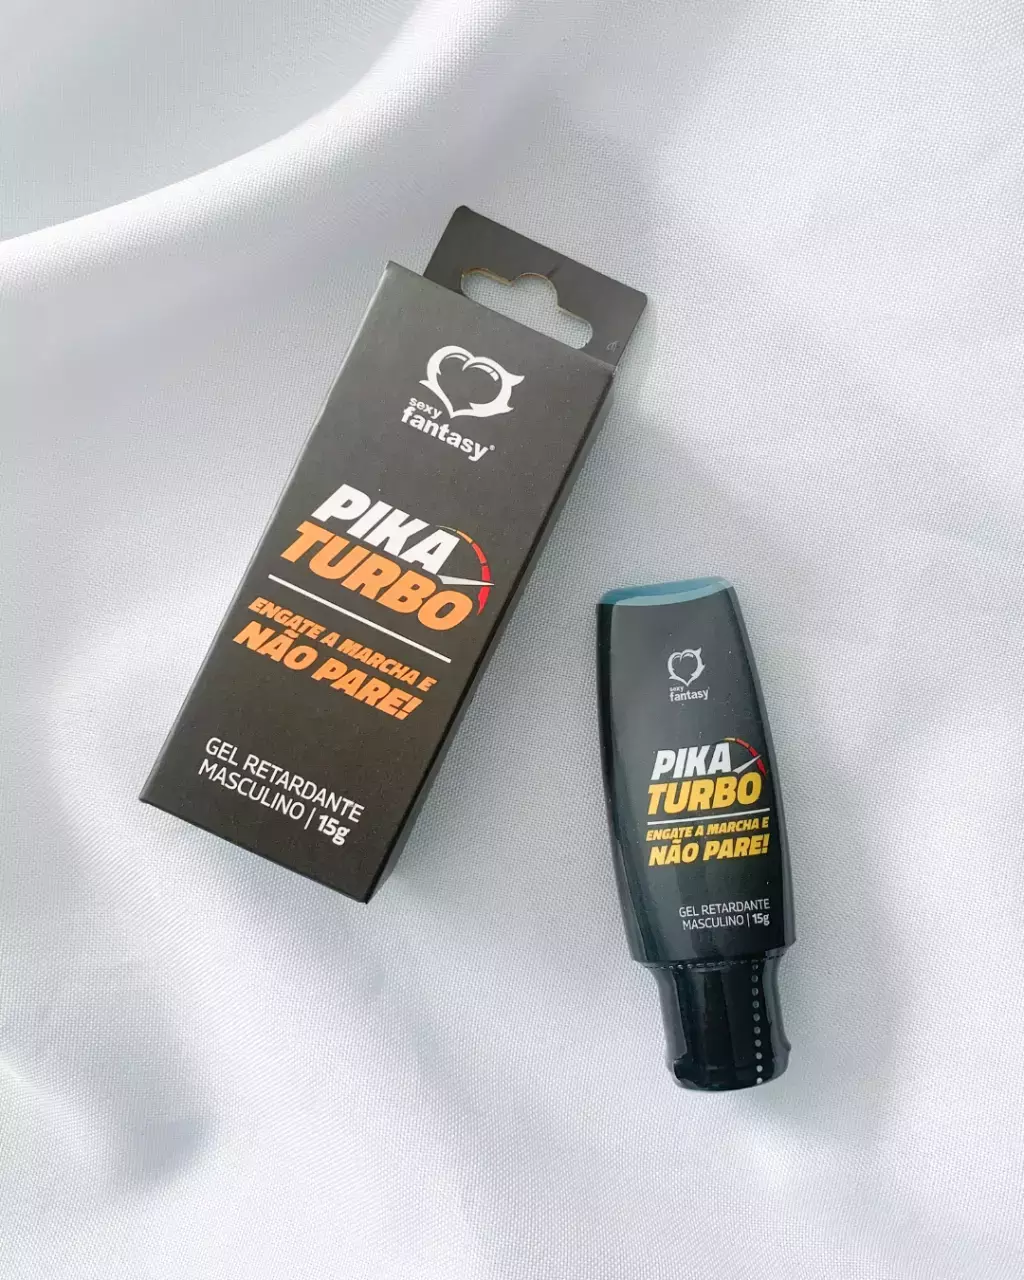 sexy
fantasy®
PIKA
TURBO
ENGATE A MARCHA E
NÃO PARE!
GEL RETARDANTE
MASCULINO | 15g
sexy
fantasy
PIKA
TURBO
ENGATE A MARCHA E
NÃO PARE!
GEL RETARDANTE
MASCULINO | 15g